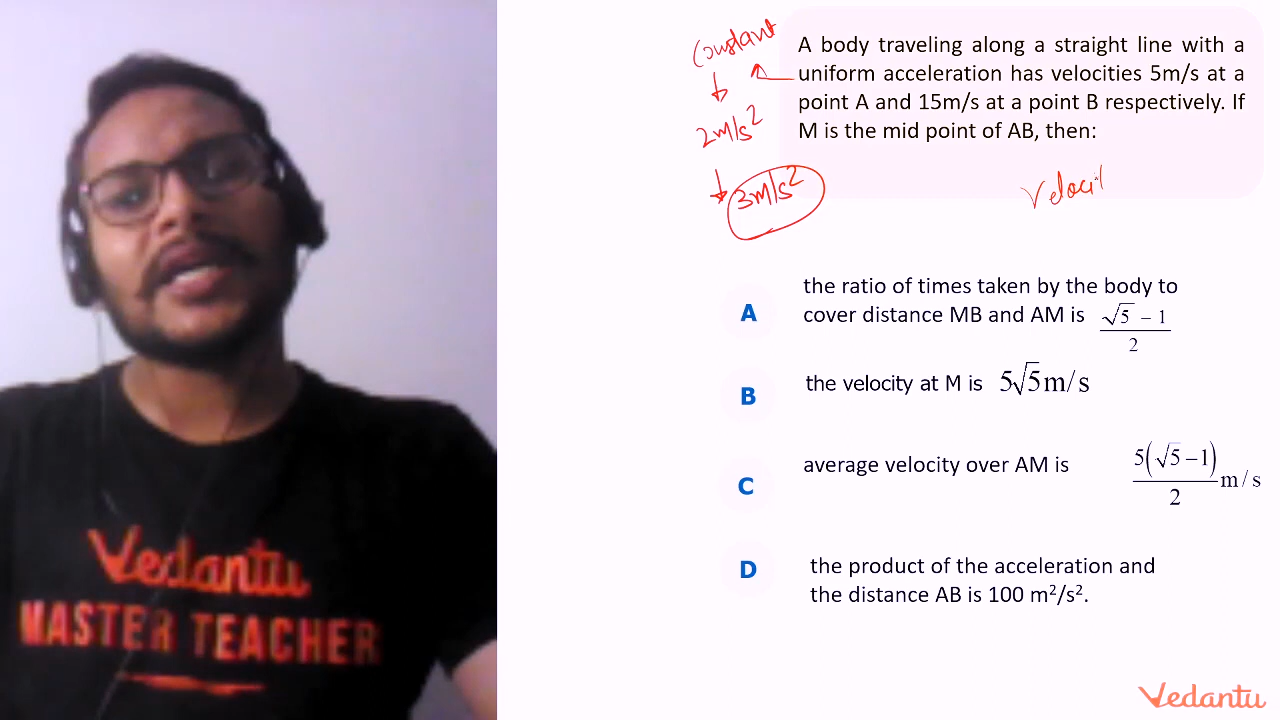 constant
2m/s²
3m/s²
A body traveling along a straight line with a
uniform acceleration has velocities 5m/s at a
point A and 15m/s at a point B respectively. If
M is the mid point of AB, then:
Velocit
A
the ratio of times taken by the body to
cover distance MB and AM is (√5 − 1)/2
B
the velocity at M is 5√5 m/s
C
average velocity over AM is 5(√5−1)/2 m/s
D
the product of the acceleration and
the distance AB is 100 m²/s².
Vedantu
MASTER TEACHER
Vedantu